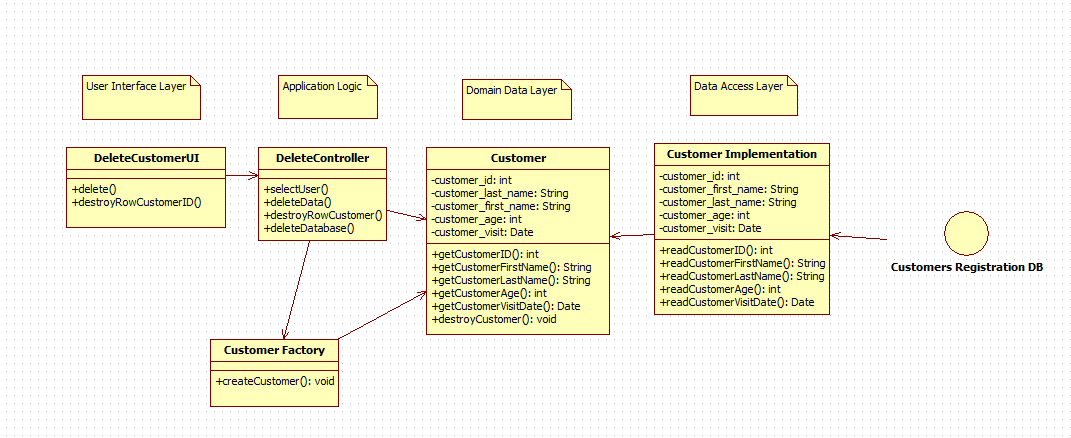 User Interface Layer
Application Logic
Domain Data Layer
Data Access Layer
DeleteCustomerUI
+delete()
+destroyRowCustomerID()
DeleteController
+selectUser()
+deleteData()
+destroyRowCustomer()
+deleteDatabase()
Customer
-customer_id: int
-customer_last_name: String
-customer_first_name: String
-customer_age: int
-customer_visit: Date
+getCustomerID(): int
+getCustomerFirstName(): String
+getCustomerLastName(): String
+getCustomerAge(): int
+getCustomerVisitDate(): Date
+destroyCustomer(): void
Customer Implementation
-customer_id: int
-customer_first_name: String
-customer_last_name: String
-customer_age: int
-customer_visit: Date
+readCustomerID(): int
+readCustomerFirstName(): String
+readCustomerLastName(): String
+readCustomerAge(): int
+readCustomerVisitDate(): Date
Customers Registration DB
Customer Factory
+createCustomer(): void